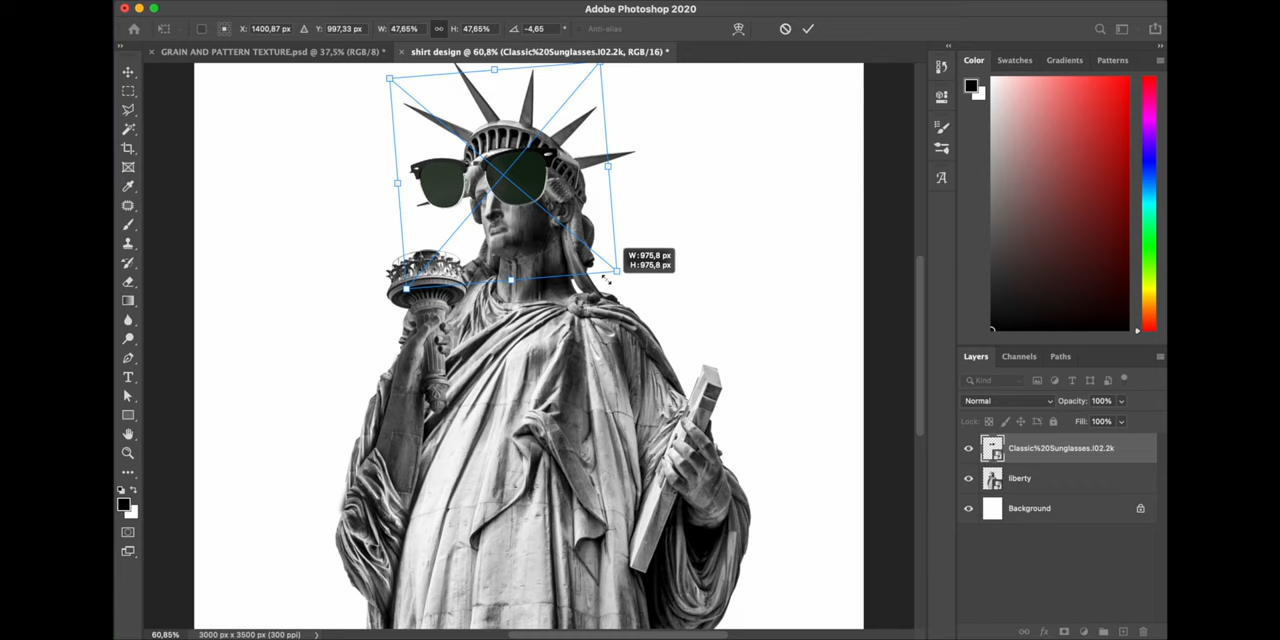 Adobe Photoshop 2020
X: 1400,87 px
Y: 997,33 px
W: 47,65%
H: 47,65%
-4,65
°
Anti-alias
× GRAIN AND PATTERN TEXTURE.psd @ 37,5% (RGB/8) *
× shirt design @ 60,8% (Classic%20Sunglasses.I02.2k, RGB/16) *
Color
Swatches
Gradients
Patterns
W: 975,8 px
H: 975,8 px
Layers
Channels
Paths
Kind
Normal
Opacity: 100%
Lock:
Fill: 100%
Classic%20Sunglasses.I02.2k
liberty
Background
60,85%
3000 px x 3500 px (300 ppi)